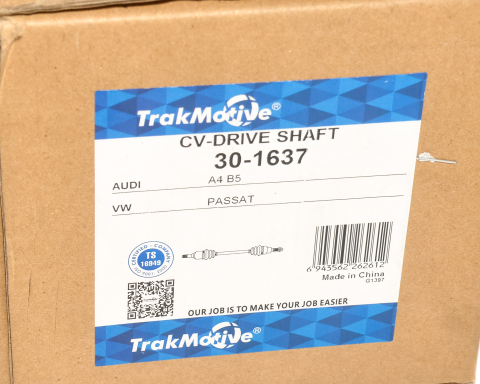 TrakMotive®
CV-DRIVE SHAFT
30-1637
AUDI A4 B5
VW PASSAT
CERTIFIED COMPANY
TS
16949
6 943562 262612
Made in China
G1397
OUR JOB IS TO MAKE YOUR JOB EASIER
TrakMotive®